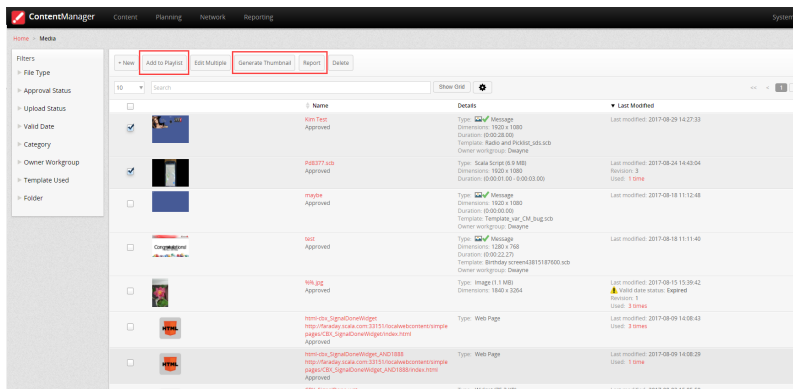 ContentManager Content Planning Network Reporting System
Home > Media
Filters
File Type
Approval Status
Upload Status
Valid Date
Category
Owner Workgroup
Template Used
Folder
+ New Add to Playlist Edit Multiple Generate Thumbnail Report Delete
10 Search Show Grid << < 1
Name Details Last Modified
Kim Test
Approved
Type: Message
Dimensions: 1920 x 1080
Duration: (0:00:28.00)
Template: Radio and Picklist_sds.scb
Owner workgroup: Dwayne
Last modified: 2017-08-29 14:27:33
Pd8377.scb
Approved
Type: Scala Script (6.9 MB)
Dimensions: 1920 x 1080
Duration: (0:00:01.00 - 0:00:03.00)
Last modified: 2017-08-24 14:43:04
Revision: 3
Used: 1 time
maybe
Approved
Type: Message
Dimensions: 1920 x 1080
Duration: (0:00:00.00)
Template: Template_var_CM_bug.scb
Owner workgroup: Dwayne
Last modified: 2017-08-18 11:12:48
Congratulations!
test
Approved
Type: Message
Dimensions: 1280 x 768
Duration: (0:00:22.27)
Template: Birthday screen43815187600.scb
Owner workgroup: Dwayne
Last modified: 2017-08-18 11:11:40
Approved
Type: Image (1.1 MB)
Dimensions: 1840 x 3264
Last modified: 2017-08-15 15:39:42
Valid date status: Expired
Revision: 1
Used: 3 times
HTML
html-cbx_SignalDoneWidget
http://faraday.scala.com:33151/localwebcontent/simple
pages/CBX_SignalDoneWidget/index.html
Approved
Type: Web Page
Last modified: 2017-08-09 14:08:43
Used: 3 times
HTML
html-cbx_SignalDoneWidget_AND1888
http://faraday.scala.com:33151/localwebcontent/simple
pages/CBX_SignalDoneWidget_AND1888/index.html
Approved
Type: Web Page
Last modified: 2017-08-09 14:08:28
Used: 1 time